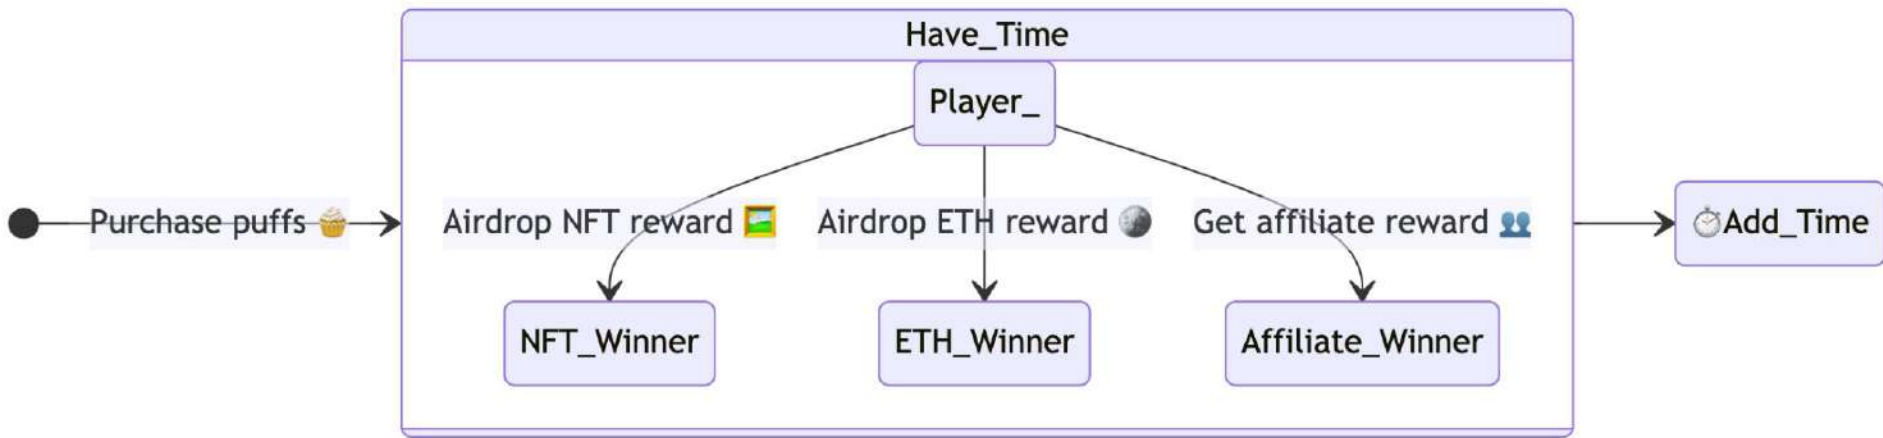 Have_Time
Player_
Purchase puffs 🧁
Airdrop NFT reward 🖼️
Airdrop ETH reward 🌑
Get affiliate reward 👥
⏱Add_Time
NFT_Winner
ETH_Winner
Affiliate_Winner